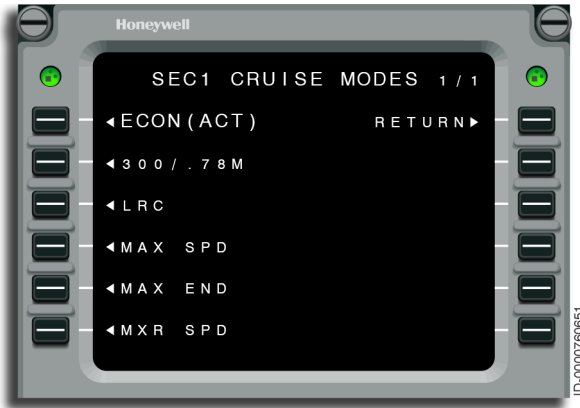 Honeywell
SEC1 CRUISE MODES 1 / 1
◄ECON(ACT) RETURN►
◄300/.78M
◄LRC
◄MAX SPD
◄MAX END
◄MXR SPD
ID-0000760651